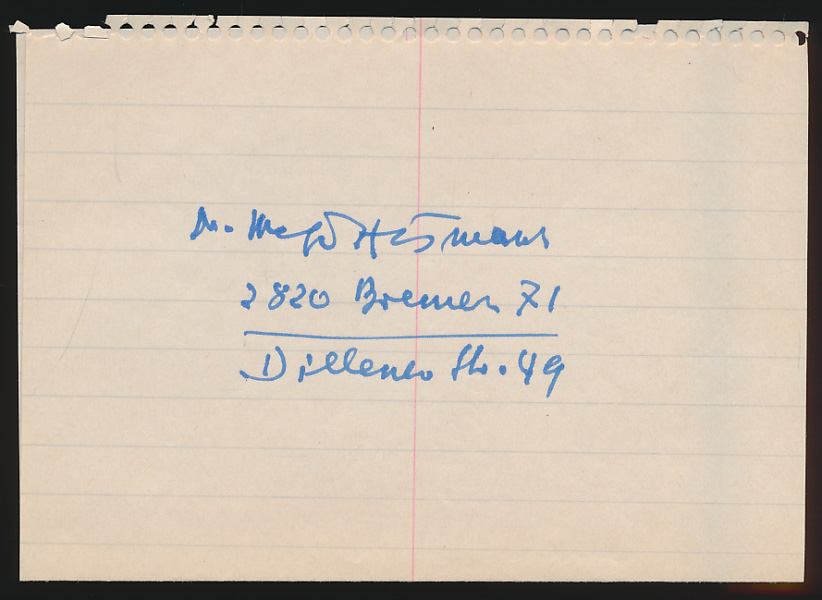 Dr.
2820 Bremen 71
Dillener Str. 49